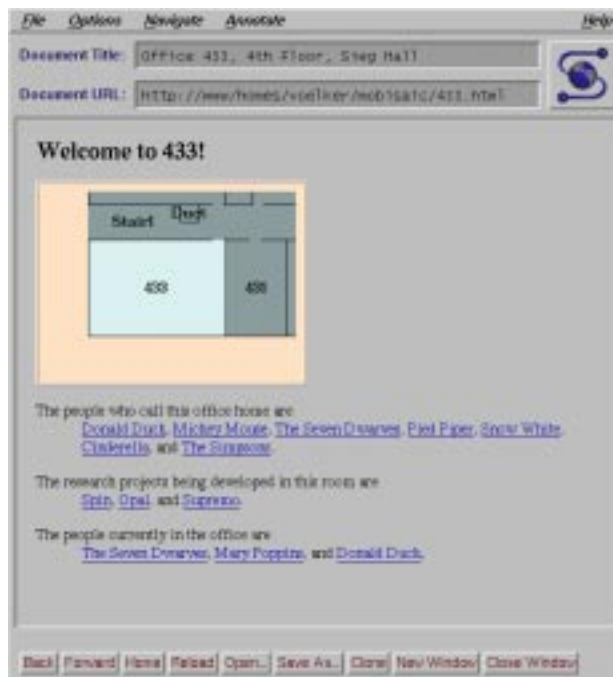 File Options Navigate Annotate Help
Document Title: Office 433, 4th Floor, Sieg Hall
Document URL: http://www/homes/voelker/mobisaic/433.html
Welcome to 433!
Stairs Duct
433
The people who call this office home are
Donald Duck, Mickey Mouse, The Seven Dwarves, Pied Piper, Snow White,
Cinderella, and The Simpsons.
The research projects being developed in this room are
Spin, Opal and Supremo.
The people currently in the office are
The Seven Dwarves, Mary Poppins, and Donald Duck.
Back Forward Home Reload Open... Save As... Clone New Window Close Window